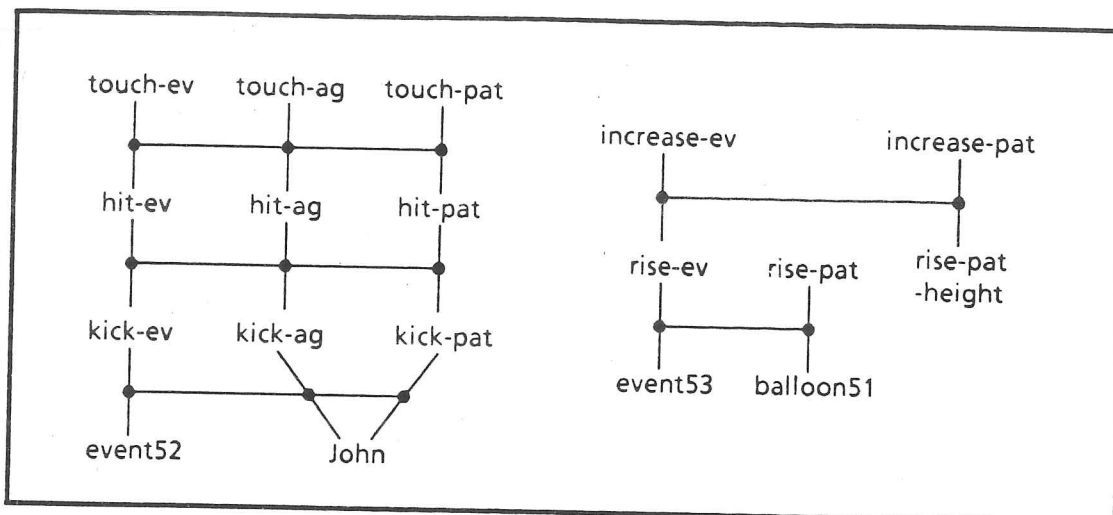 touch-ev touch-ag touch-pat
hit-ev hit-ag hit-pat
kick-ev kick-ag kick-pat
event52 John
increase-ev increase-pat
rise-ev rise-pat rise-pat
-height
event53 balloon51